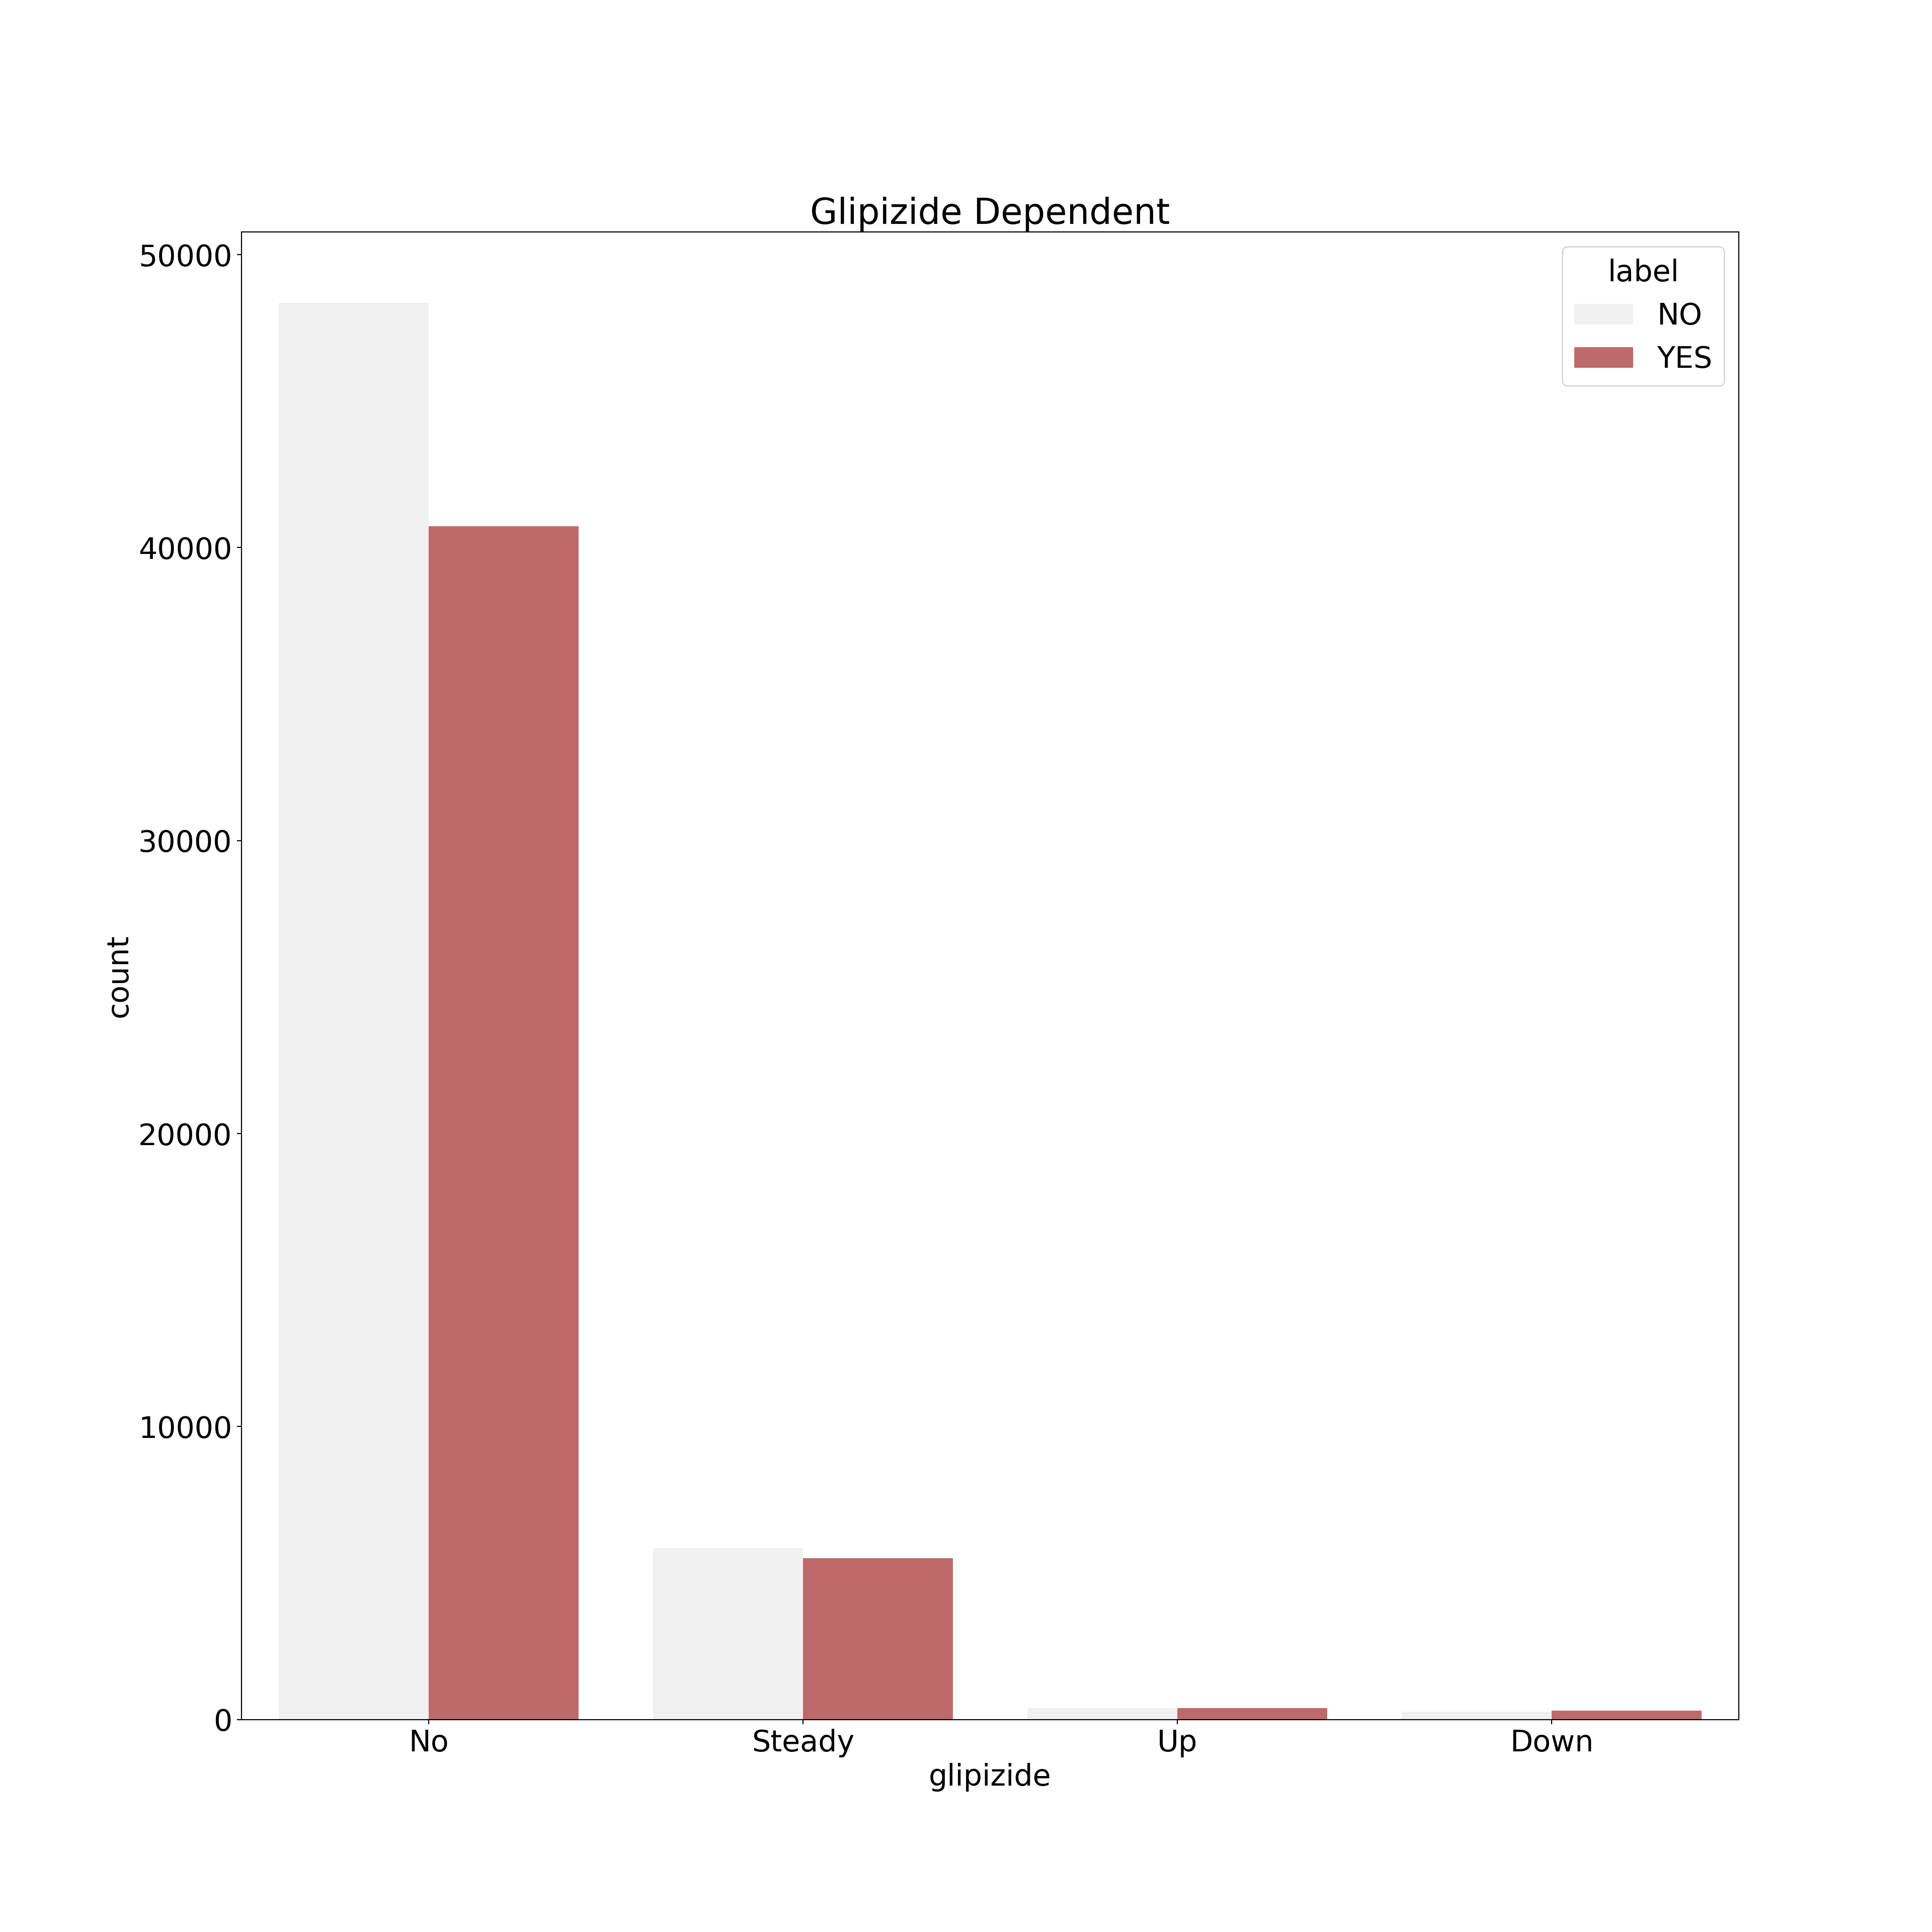 Glipizide Dependent
50000
40000
30000
20000
10000
0
count
label
NO
YES
No
Steady
Up
Down
glipizide